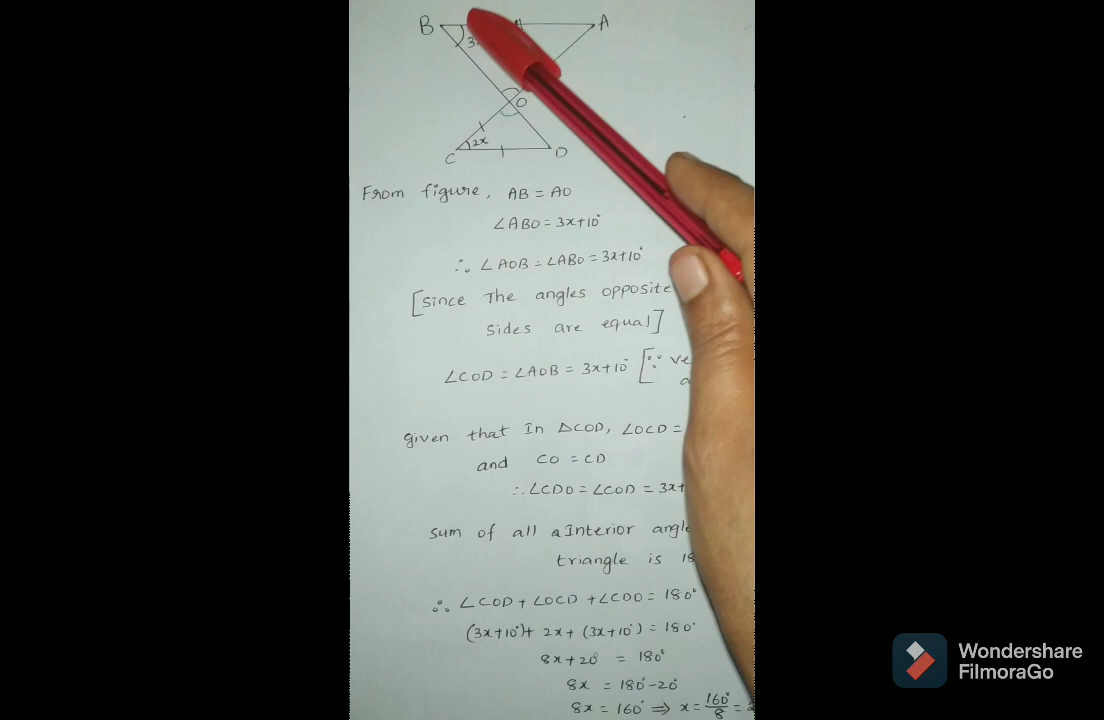 B A
O
C 2x D
From figure, AB = AO
∠ABO = 3x+10°
∴ ∠AOB = ∠ABO = 3x+10°
[since The angles opposite
sides are equal]
∠COD = ∠AOB = 3x+10° [∵
given that In △COD, ∠OCD =
and CO = CD
∴ ∠CDO = ∠COD = 3x+
sum of all Interior angle
triangle is 18
∴ ∠COD + ∠OCD + ∠CDO = 180°
(3x+10°)+ 2x + (3x+10°) = 180°
8x+20° = 180°
8x = 180°-20°
8x = 160° ⇒ x = 160°/8 =
Wondershare
FilmoraGo